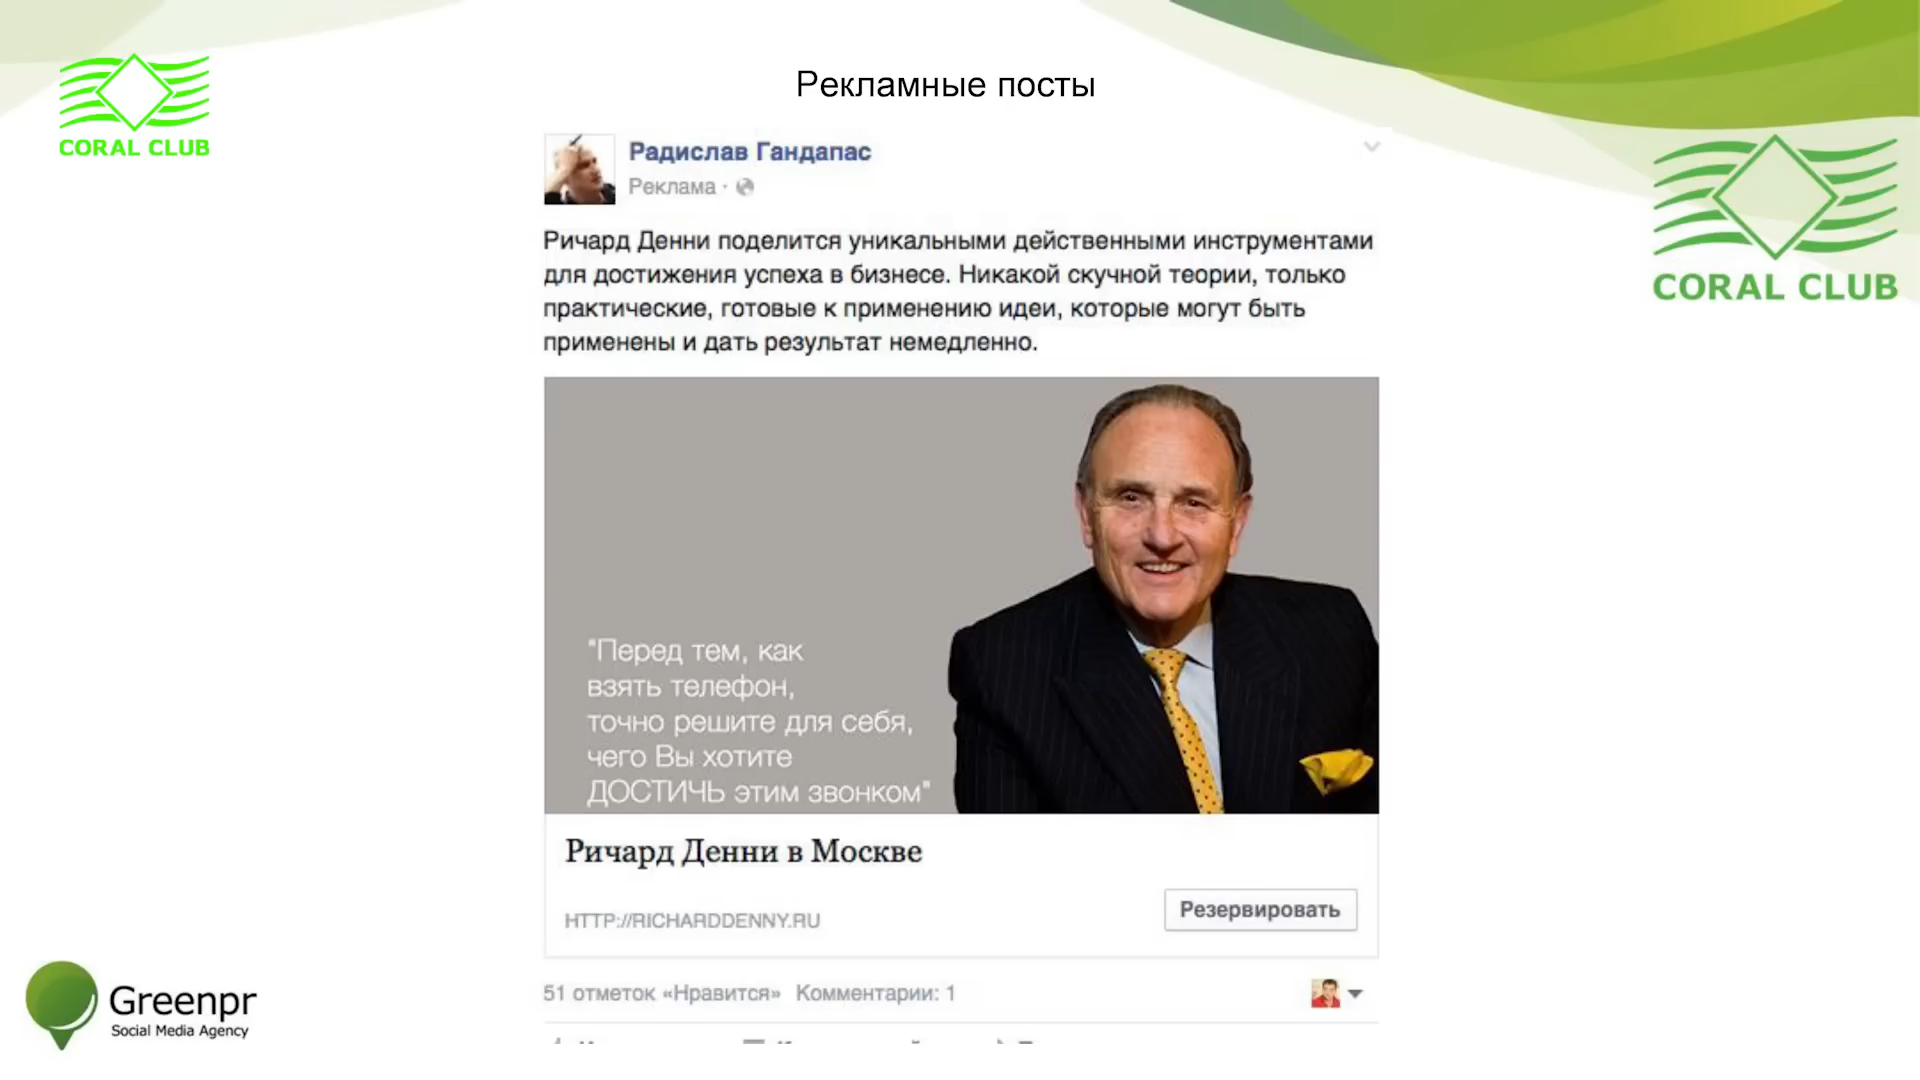 Рекламные посты
CORAL CLUB
CORAL CLUB
Радислав Гандапас
Реклама ·
Ричард Денни поделится уникальными действенными инструментами
для достижения успеха в бизнесе. Никакой скучной теории, только
практические, готовые к применению идеи, которые могут быть
применены и дать результат немедленно.
"Перед тем, как
взять телефон,
точно решите для себя,
чего Вы хотите
ДОСТИЧЬ этим звонком"
Ричард Денни в Москве
HTTP://RICHARDDENNY.RU
Резервировать
51 отметок «Нравится» Комментарии: 1
Greenpr
Social Media Agency